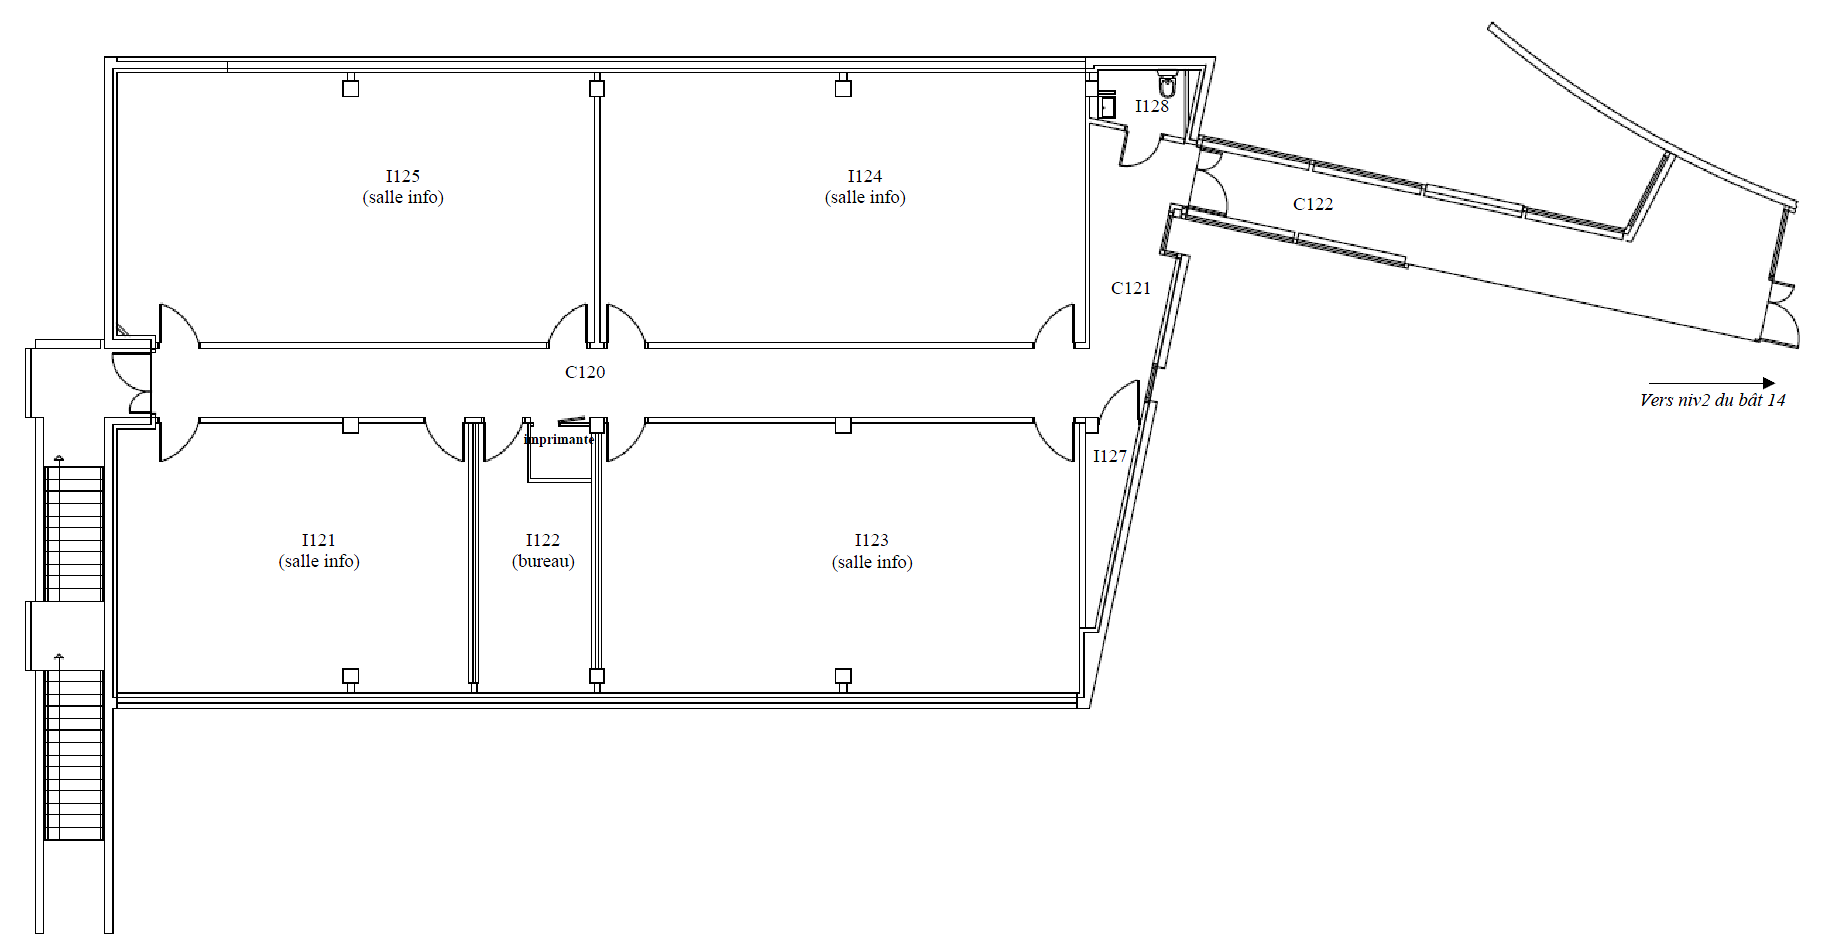 I128
I125
(salle info)
I124
(salle info)
C122
C121
C120
Vers niv2 du bât 14
imprimante
I127
I121
(salle info)
I122
(bureau)
I123
(salle info)